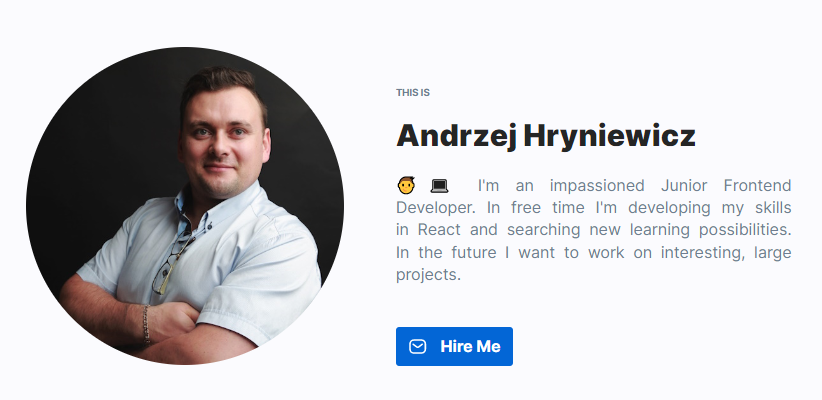 THIS IS
Andrzej Hryniewicz
🧑 💻 I'm an impassioned Junior Frontend
Developer. In free time I'm developing my skills
in React and searching new learning possibilities.
In the future I want to work on interesting, large
projects.
Hire Me